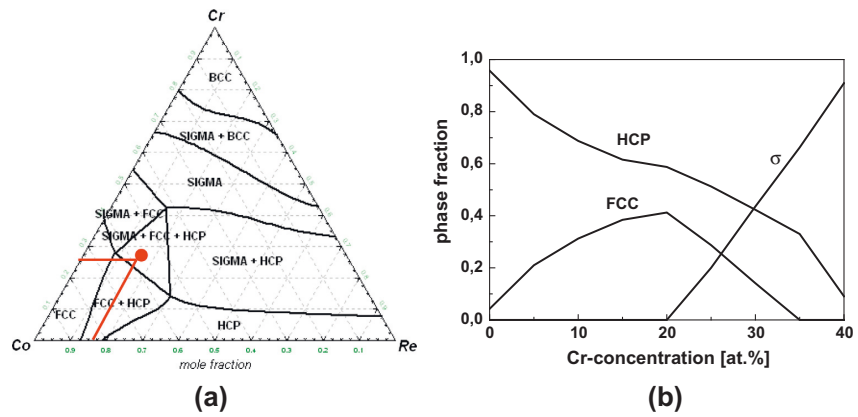 Cr
BCC
SIGMA + BCC
SIGMA
SIGMA + FCC
SIGMA + FCC + HCP
SIGMA + HCP
FCC
FCC + HCP
HCP
Co
Re
0.9 0.8 0.7 0.6 0.5 0.4 0.3 0.2 0.1
mole fraction
(a)
1,0
0,8
0,6
0,4
0,2
0,0
phase fraction
HCP
FCC
σ
0 10 20 30 40
Cr-concentration [at.%]
(b)